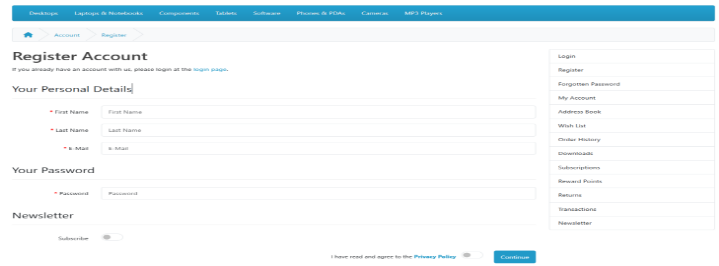 Desktops Laptops & Notebooks Components Tablets Software Phones & PDAs Cameras MP3 Players
Account Register
Register Account
If you already have an account with us, please login at the login page.
Your Personal Details
* First Name First Name
* Last Name Last Name
* E-Mail E-Mail
Your Password
* Password Password
Newsletter
Subscribe
I have read and agree to the Privacy Policy Continue
Login
Register
Forgotten Password
My Account
Address Book
Wish List
Order History
Downloads
Subscriptions
Reward Points
Returns
Transactions
Newsletter